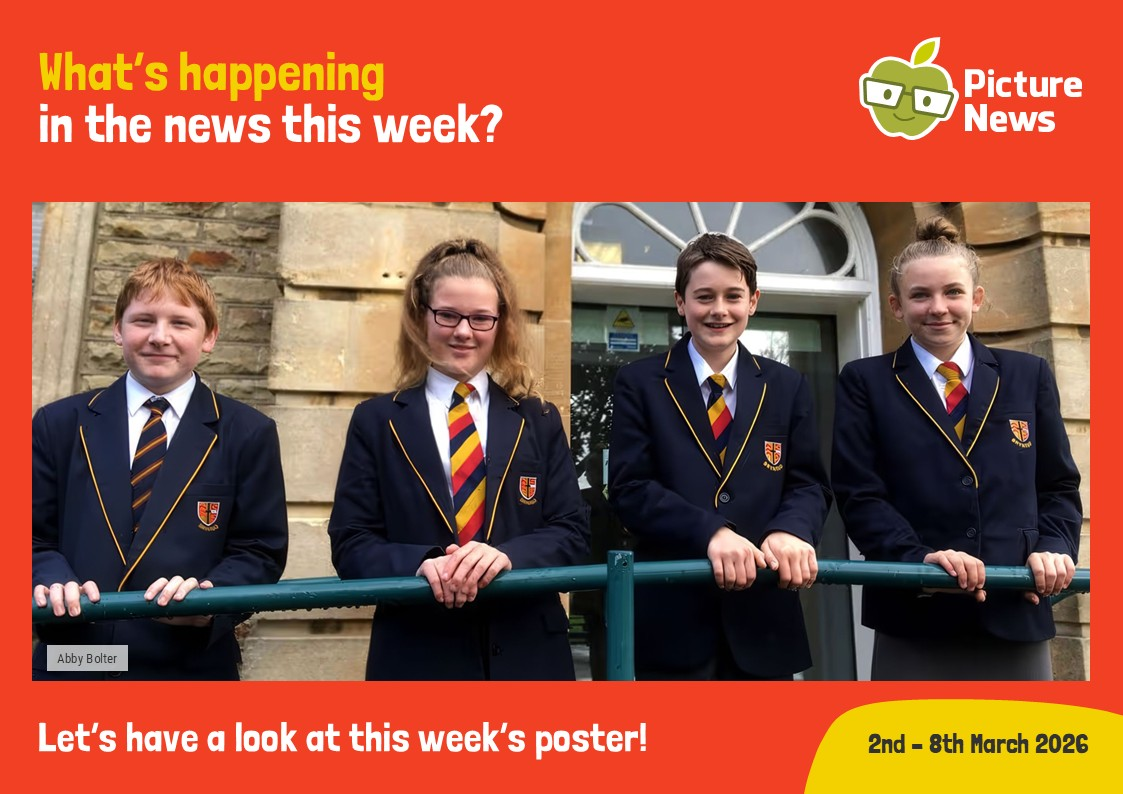 What's happening
in the news this week?
Picture
News
Abby Bolter
Let's have a look at this week's poster!
2nd – 8th March 2026